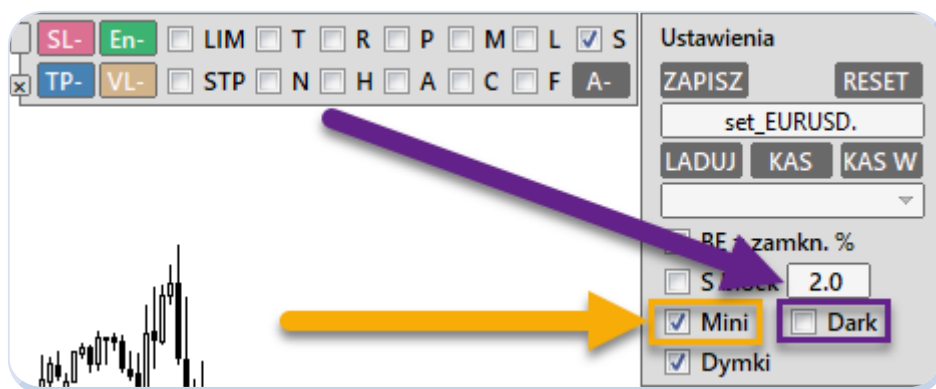 SL- En- LIM T R P M L S
TP- VL- STP N H A C F A-
Ustawienia
ZAPISZ RESET
set_EURUSD.
LADUJ KAS KAS W
BE zamkn. %
S 2.0
Mini Dark
Dymki